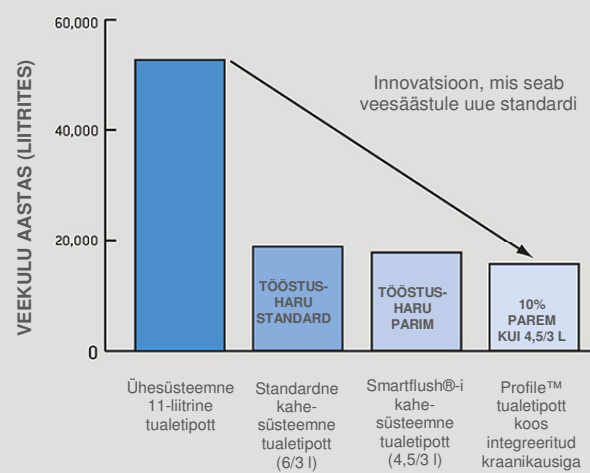 VEEKULU AASTAS (LIITRITES)
60,000
40,000
20,000
0
Innovatsioon, mis seab
veesäästule uue standardi
TÖÖSTUS-
HARU
STANDARD
TÖÖSTUS-
HARU
PARIM
10%
PAREM
KUI 4,5/3 L
Ühesüsteemne
11-liitrine
tualetipott
Standardne
kahe-
süsteemne
tualetipott
(6/3 l)
Smartflush®-i
kahe-
süsteemne
tualetipott
(4,5/3 l)
Profile™
tualetipott
koos
integreeritud
kraanikausiga